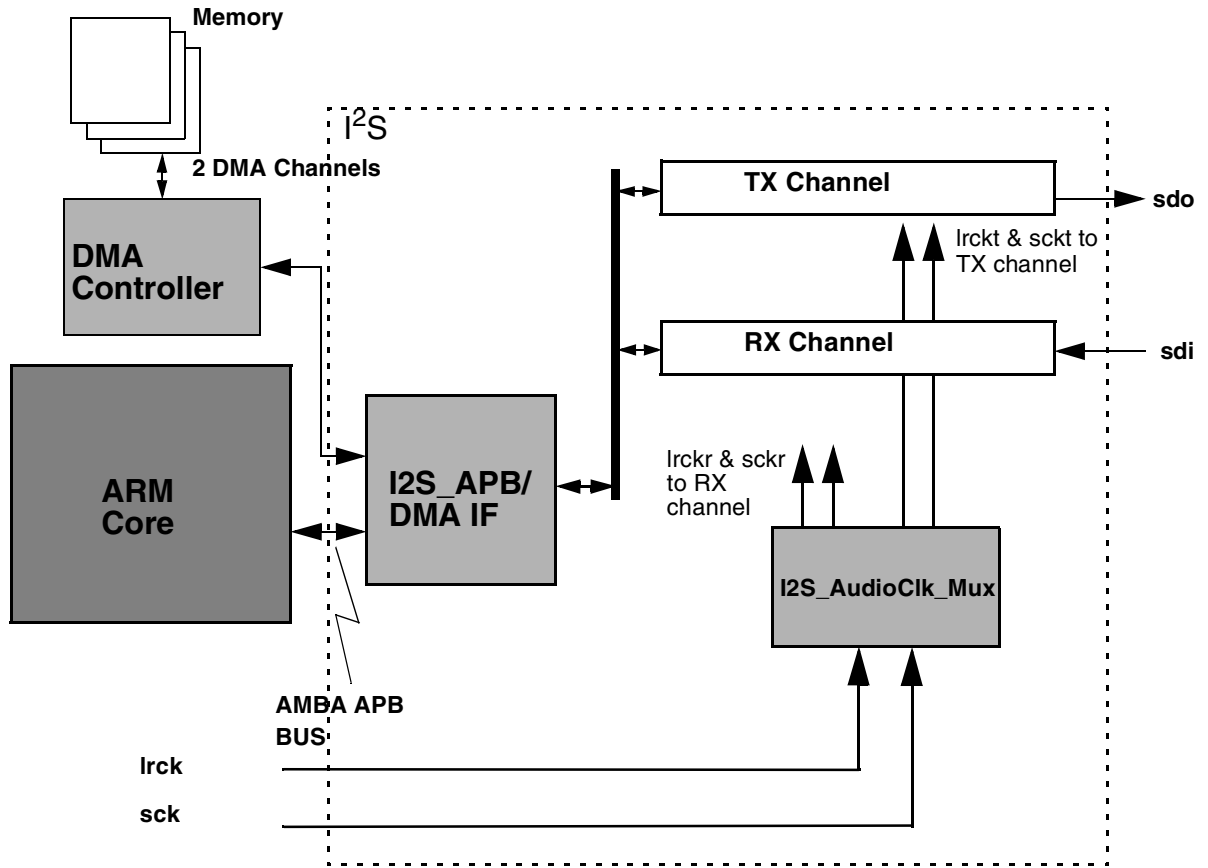 Memory
I²S
2 DMA Channels
TX Channel
sdo
DMA
Controller
lrckt & sckt to
TX channel
RX Channel
sdi
lrckr & sckr
to RX
channel
ARM
Core
I2S_APB/
DMA IF
I2S_AudioClk_Mux
AMBA APB
BUS
lrck
sck